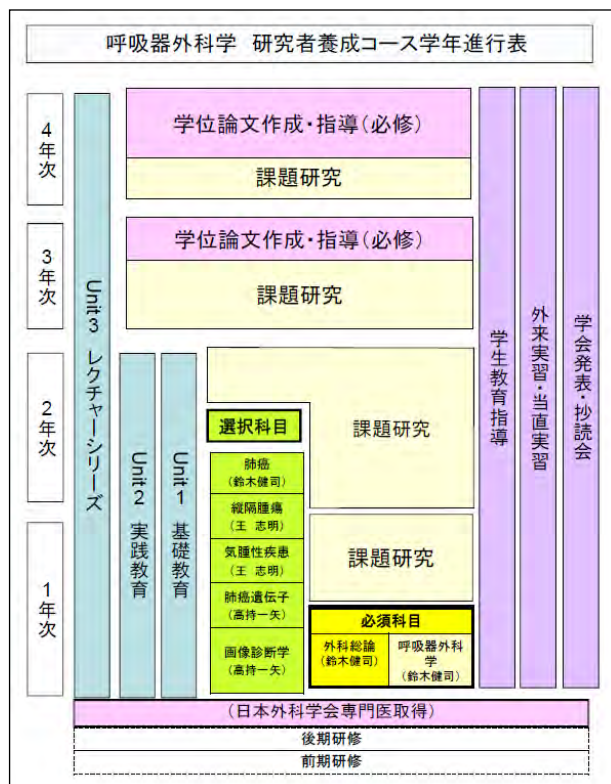 呼吸器外科学 研究者養成コース学年進行表
4年次
3年次
2年次
1年次
Unit3 レクチャーシリーズ
Unit2 実践教育
Unit1 基礎教育
学位論文作成・指導(必修)
課題研究
学位論文作成・指導(必修)
課題研究
課題研究
選択科目
肺癌
(鈴木健司)
縦隔腫瘍
(王 志明)
気腫性疾患
(王 志明)
肺癌遺伝子
(高持一矢)
画像診断学
(高持一矢)
課題研究
必須科目
外科総論
(鈴木健司)
呼吸器外科
学
(鈴木健司)
学生教育指導
外来実習・当直実習
学会発表・抄読会
(日本外科学会専門医取得)
後期研修
前期研修